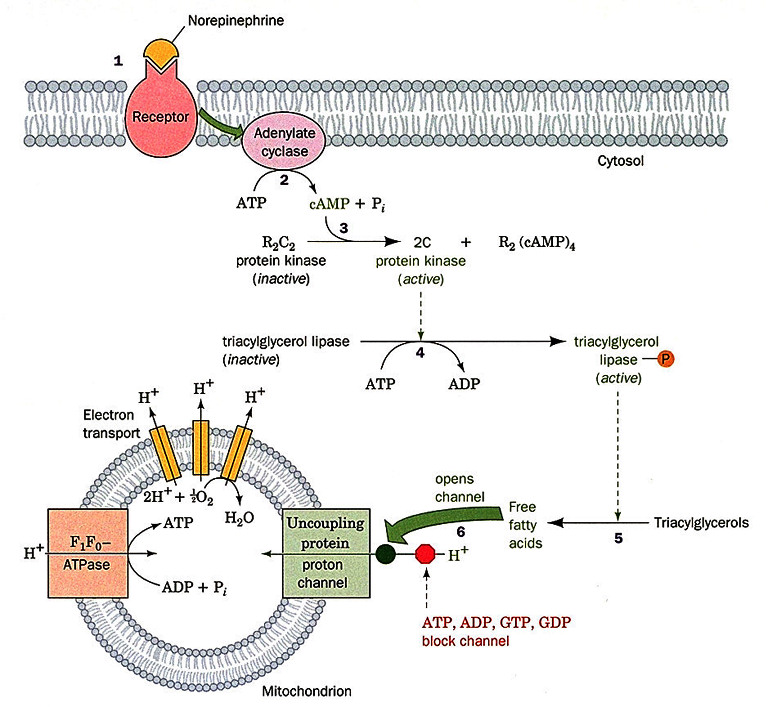 Norepinephrine
1
Receptor
Adenylate
cyclase
Cytosol
2
ATP
cAMP + Pi
3
R2C2
2C
+
R2 (cAMP)4
protein kinase
(inactive)
protein kinase
(active)
triacylglycerol lipase
(inactive)
4
triacylglycerol
lipase
P
(active)
ATP
ADP
Electron
transport
H+
H+
H+
2H+ + ½O2
H2O
opens
channel
6
Free
fatty
acids
5
Triacylglycerols
H+
F1F0–
ATPase
ATP
ADP + Pi
Uncoupling
protein
proton
channel
H+
ATP, ADP, GTP, GDP
block channel
Mitochondrion